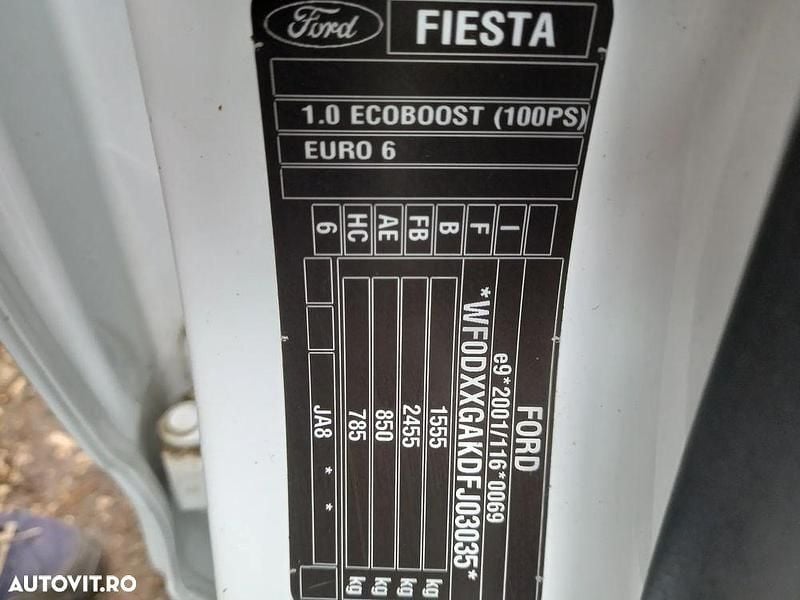 Ford
FIESTA
1.0 ECOBOOST (100PS)
EURO 6
I
F
B
FB
AE
HC
6
FORD
e9*2001/116*0069
*WF0DXXGAKDFJ03035*
1555 kg
2455 kg
850 kg
785 kg
JA8 * *
AUTOVIT.RO